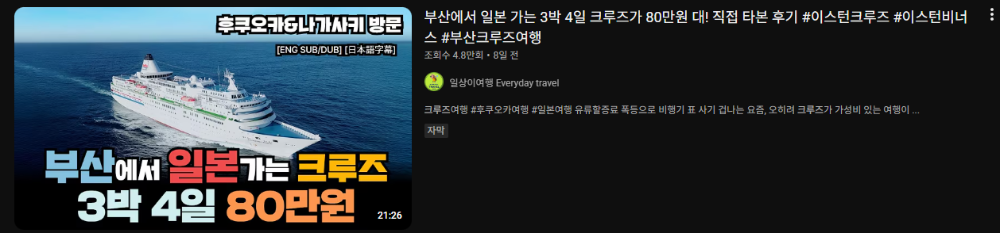 후쿠오카&나가사키 방문
[ENG SUB/DUB] [日本語字幕]
부산에서 일본가는 크루즈
3박 4일 80만원
21:26
부산에서 일본 가는 3박 4일 크루즈가 80만원 대! 직접 타본 후기 #이스턴크루즈 #이스턴비너
스 #부산크루즈여행
조회수 4.8만회 • 8일 전
일상이여행 Everyday travel
크루즈여행 #후쿠오카여행 #일본여행 유류할증료 폭등으로 비행기 표 사기 겁나는 요즘, 오히려 크루즈가 가성비 있는 여행이 ...
자막